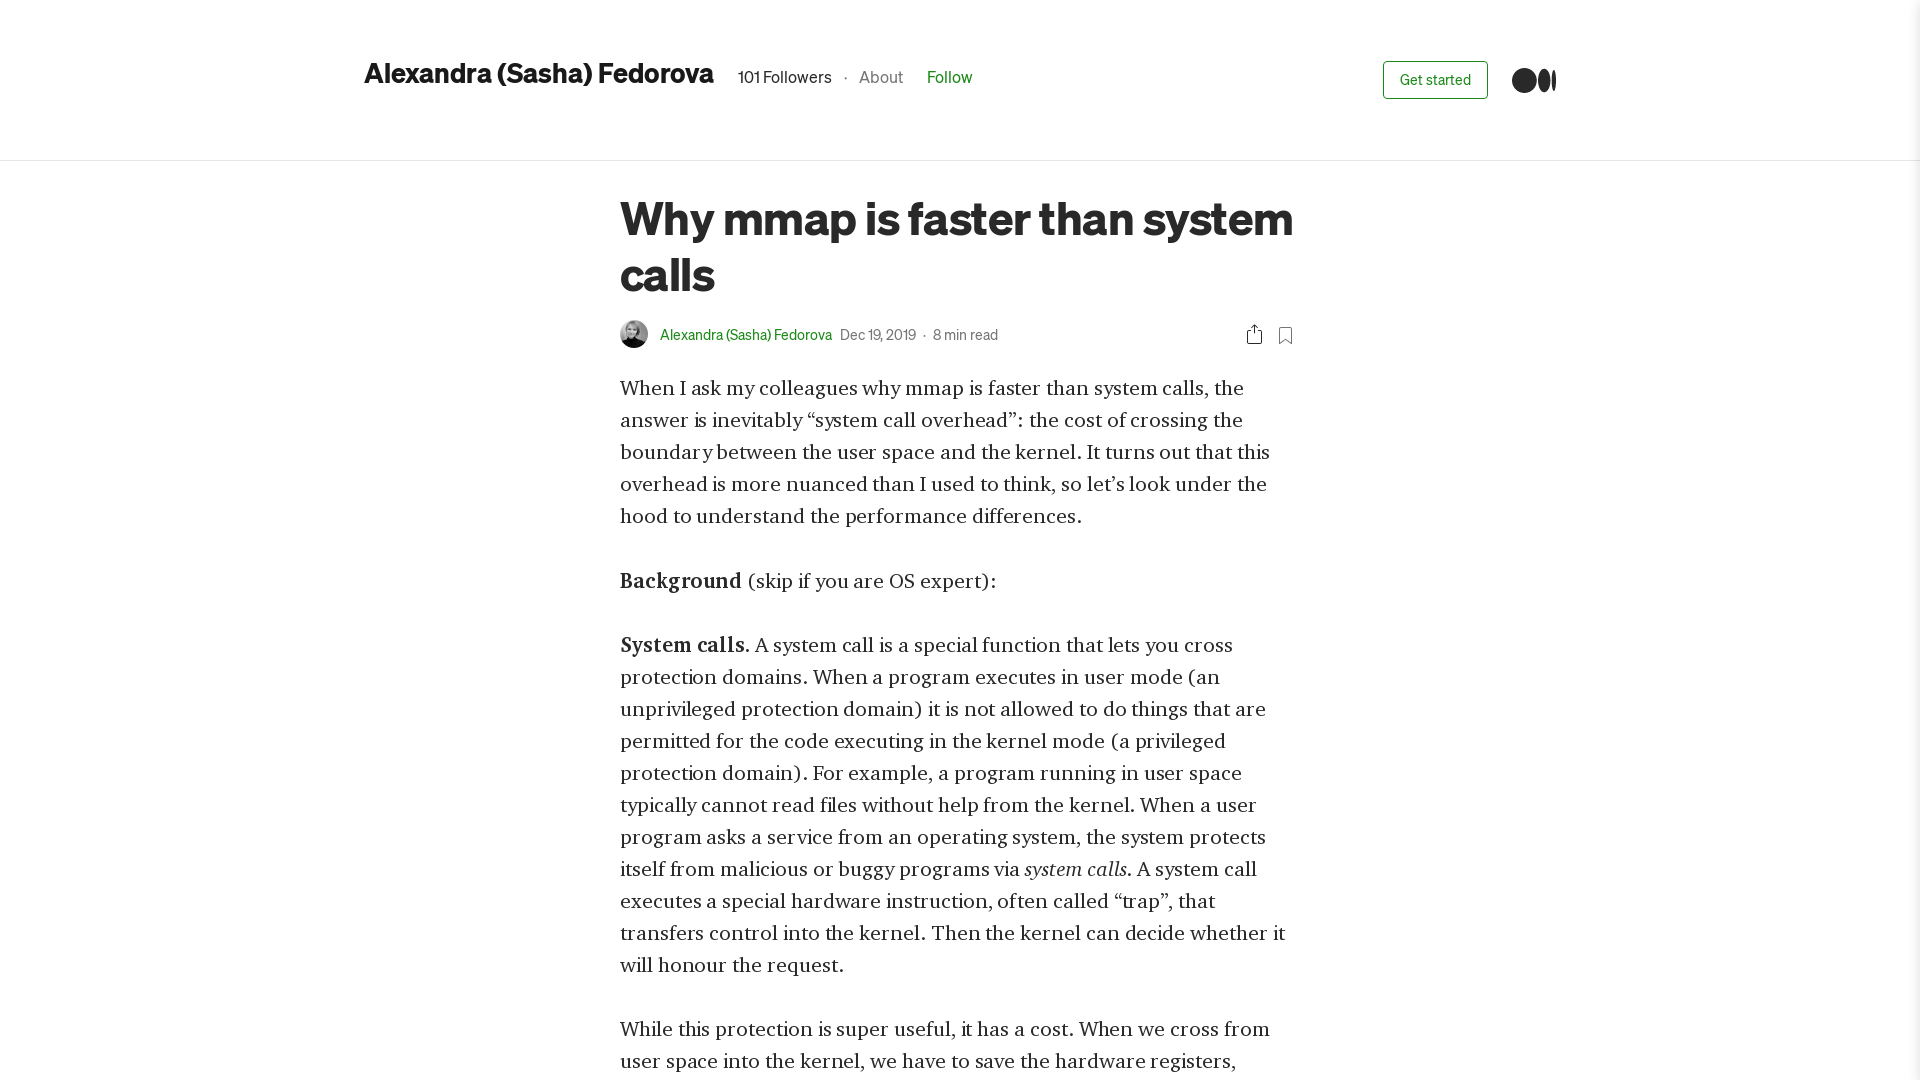 Alexandra (Sasha) Fedorova 101 Followers · About Follow Get started
Why mmap is faster than system
calls
Alexandra (Sasha) Fedorova Dec 19, 2019 · 8 min read
When I ask my colleagues why mmap is faster than system calls, the
answer is inevitably “system call overhead”: the cost of crossing the
boundary between the user space and the kernel. It turns out that this
overhead is more nuanced than I used to think, so let’s look under the
hood to understand the performance differences.
Background (skip if you are OS expert):
System calls. A system call is a special function that lets you cross
protection domains. When a program executes in user mode (an
unprivileged protection domain) it is not allowed to do things that are
permitted for the code executing in the kernel mode (a privileged
protection domain). For example, a program running in user space
typically cannot read files without help from the kernel. When a user
program asks a service from an operating system, the system protects
itself from malicious or buggy programs via system calls. A system call
executes a special hardware instruction, often called “trap”, that
transfers control into the kernel. Then the kernel can decide whether it
will honour the request.
While this protection is super useful, it has a cost. When we cross from
user space into the kernel, we have to save the hardware registers,